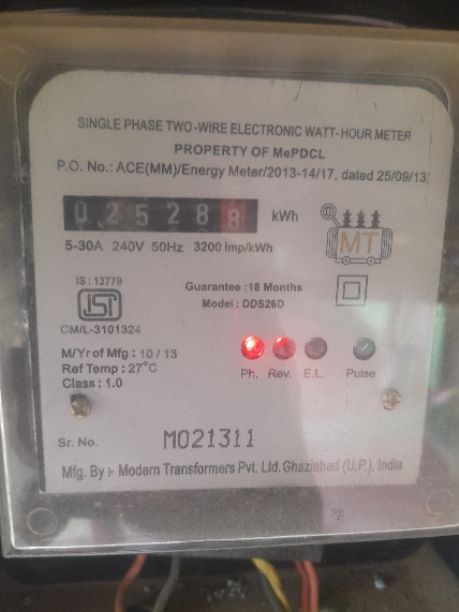 SINGLE PHASE TWO-WIRE ELECTRONIC WATT-HOUR METER
PROPERTY OF MePDCL
P.O. No.: ACE(MM)/Energy Meter/2013-14/17, dated 25/09/13
025288 kWh
5-30A 240V 50Hz 3200 Imp/kWh
MT
IS : 13779
ISI
CM/L-3101324
Guarantee :18 Months
Model : DDS26D
M/Yr of Mfg : 10 / 13
Ref Temp : 27°C
Class : 1.0
Ph. Rev. E.L. Pulse
Sr. No. M021311
Mfg. By :- Modern Transformers Pvt. Ltd. Ghaziabad (U.P.), India